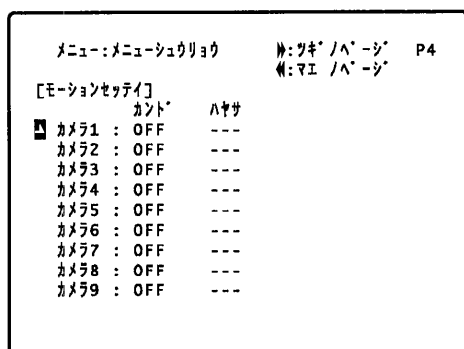 ﾒﾆｭｰ:ﾒﾆｭｰｼｭｳﾘｮｳ ⏩:ﾂｷﾞﾉﾍﾟｰｼﾞ P4
⏪:ﾏｴ ﾉﾍﾟｰｼﾞ
[ﾓｰｼｮﾝｾｯﾃｲ]
ｶﾝﾄﾞ ﾊﾔｻ
ｶﾒﾗ1 : OFF ---
ｶﾒﾗ2 : OFF ---
ｶﾒﾗ3 : OFF ---
ｶﾒﾗ4 : OFF ---
ｶﾒﾗ5 : OFF ---
ｶﾒﾗ6 : OFF ---
ｶﾒﾗ7 : OFF ---
ｶﾒﾗ8 : OFF ---
ｶﾒﾗ9 : OFF ---